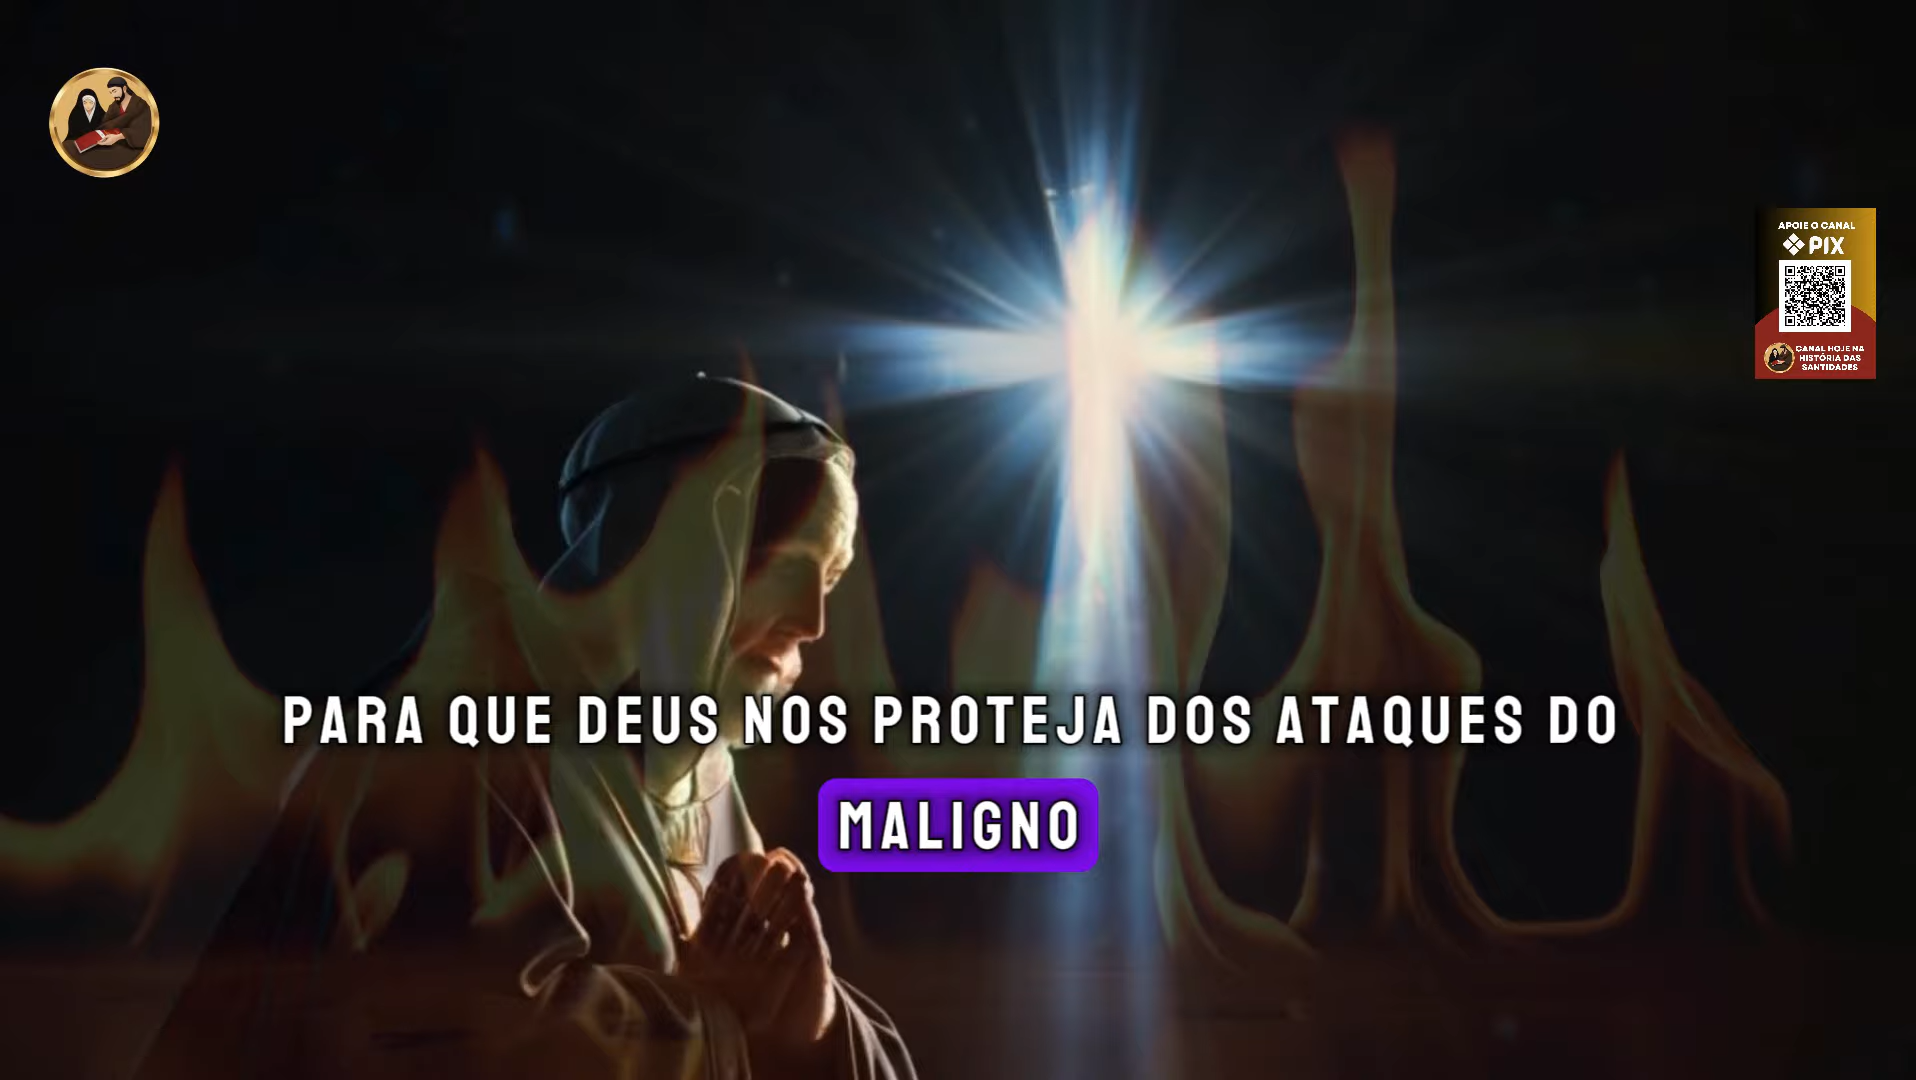 APOIE O CANAL
PIX
CANAL HOJE NA
HISTÓRIA DAS
SANTIDADES
PARA QUE DEUS NOS PROTEJA DOS ATAQUES DO
MALIGNO